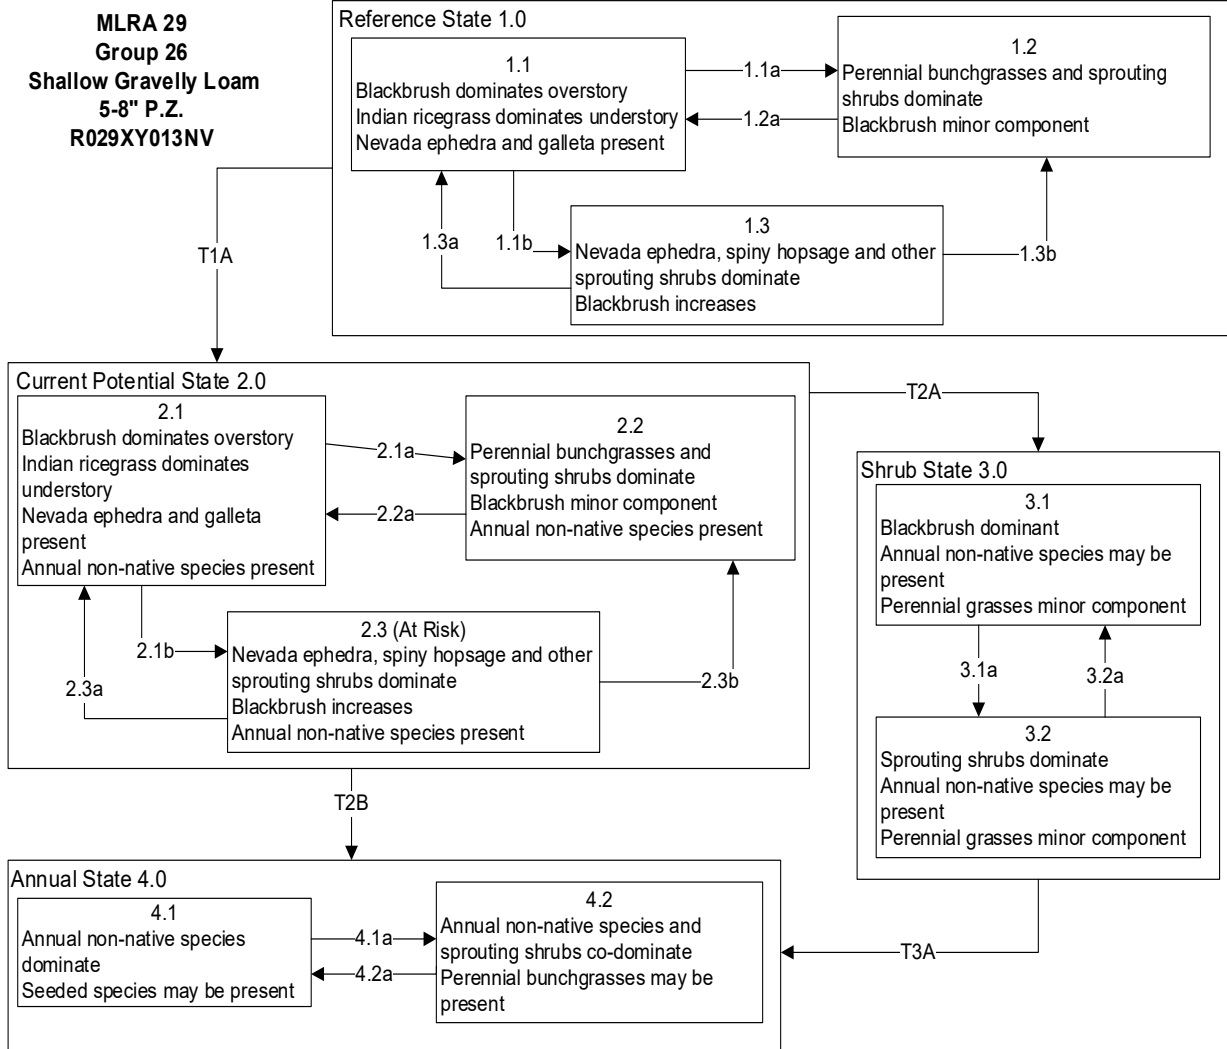 MLRA 29
Group 26
Shallow Gravelly Loam
5-8" P.Z.
R029XY013NV
Reference State 1.0
1.1
Blackbrush dominates overstory
Indian ricegrass dominates understory
Nevada ephedra and galleta present
1.1a
1.2a
1.2
Perennial bunchgrasses and sprouting
shrubs dominate
Blackbrush minor component
1.3a
1.1b
1.3
Nevada ephedra, spiny hopsage and other
sprouting shrubs dominate
Blackbrush increases
1.3b
T1A
Current Potential State 2.0
2.1
Blackbrush dominates overstory
Indian ricegrass dominates
understory
Nevada ephedra and galleta
present
Annual non-native species present
2.1a
2.2a
2.2
Perennial bunchgrasses and
sprouting shrubs dominate
Blackbrush minor component
Annual non-native species present
2.1b
2.3a
2.3 (At Risk)
Nevada ephedra, spiny hopsage and other
sprouting shrubs dominate
Blackbrush increases
Annual non-native species present
2.3b
T2A
Shrub State 3.0
3.1
Blackbrush dominant
Annual non-native species may be
present
Perennial grasses minor component
3.1a
3.2a
3.2
Sprouting shrubs dominate
Annual non-native species may be
present
Perennial grasses minor component
T2B
Annual State 4.0
4.1
Annual non-native species
dominate
Seeded species may be present
4.1a
4.2a
4.2
Annual non-native species and
sprouting shrubs co-dominate
Perennial bunchgrasses may be
present
T3A